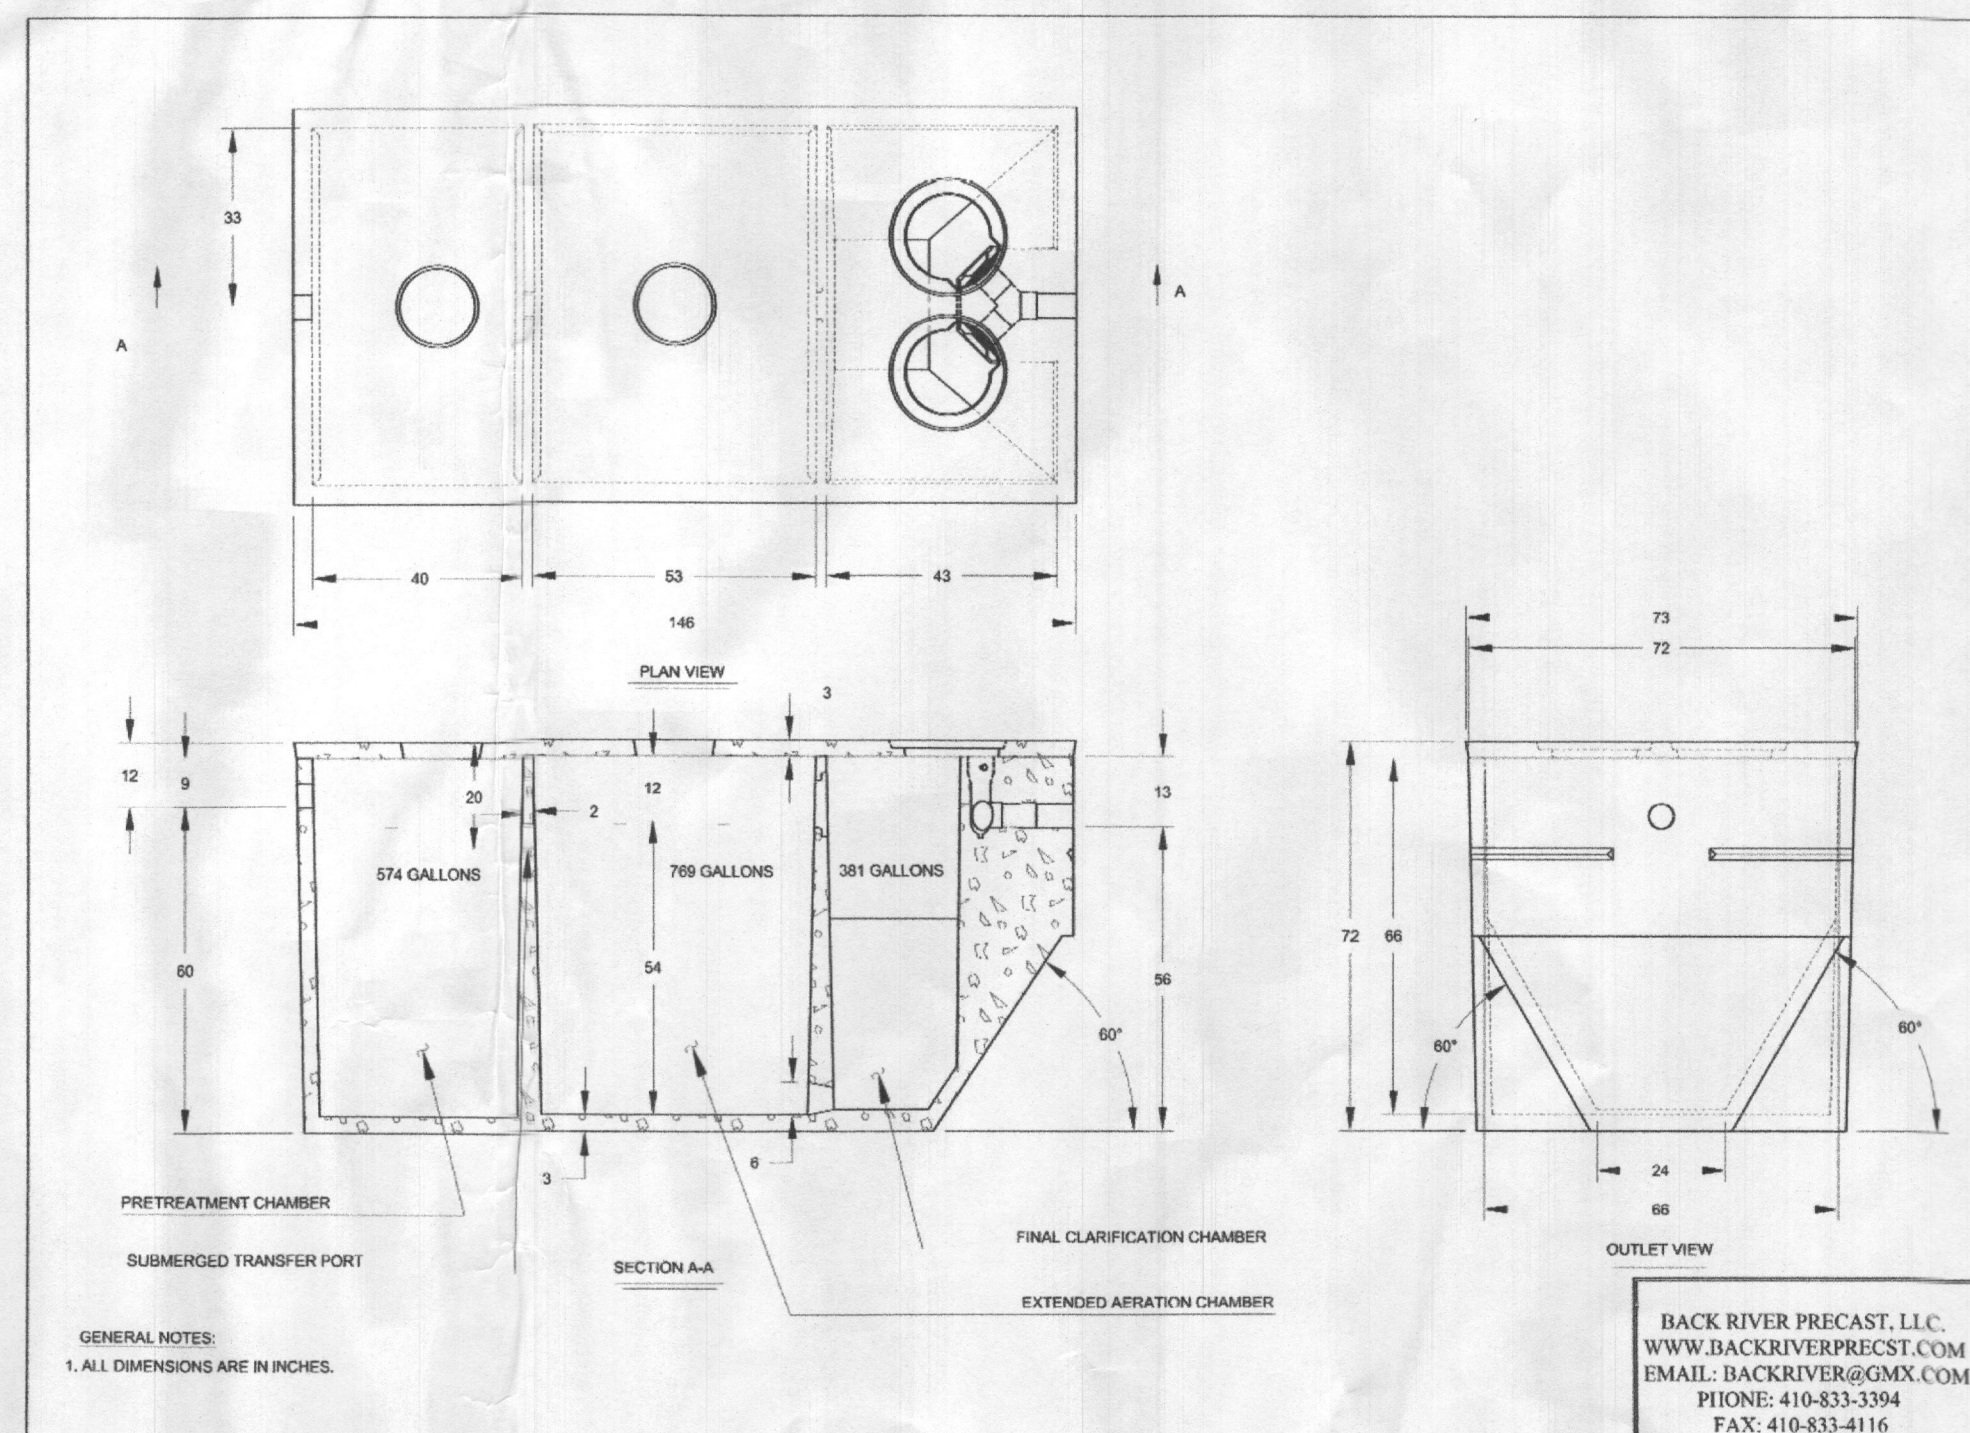 33
A
A
40
53
43
146
PLAN VIEW
73
72
3
12
9
20
2
12
13
574 GALLONS
769 GALLONS
381 GALLONS
60
54
56
72
66
60°
60°
60°
3
6
24
66
PRETREATMENT CHAMBER
SUBMERGED TRANSFER PORT
SECTION A-A
FINAL CLARIFICATION CHAMBER
EXTENDED AERATION CHAMBER
OUTLET VIEW
GENERAL NOTES:
1. ALL DIMENSIONS ARE IN INCHES.
BACK RIVER PRECAST, LLC.
WWW.BACKRIVERPRECST.COM
EMAIL: BACKRIVER@GMX.COM
PHONE: 410-833-3394
FAX: 410-833-4116